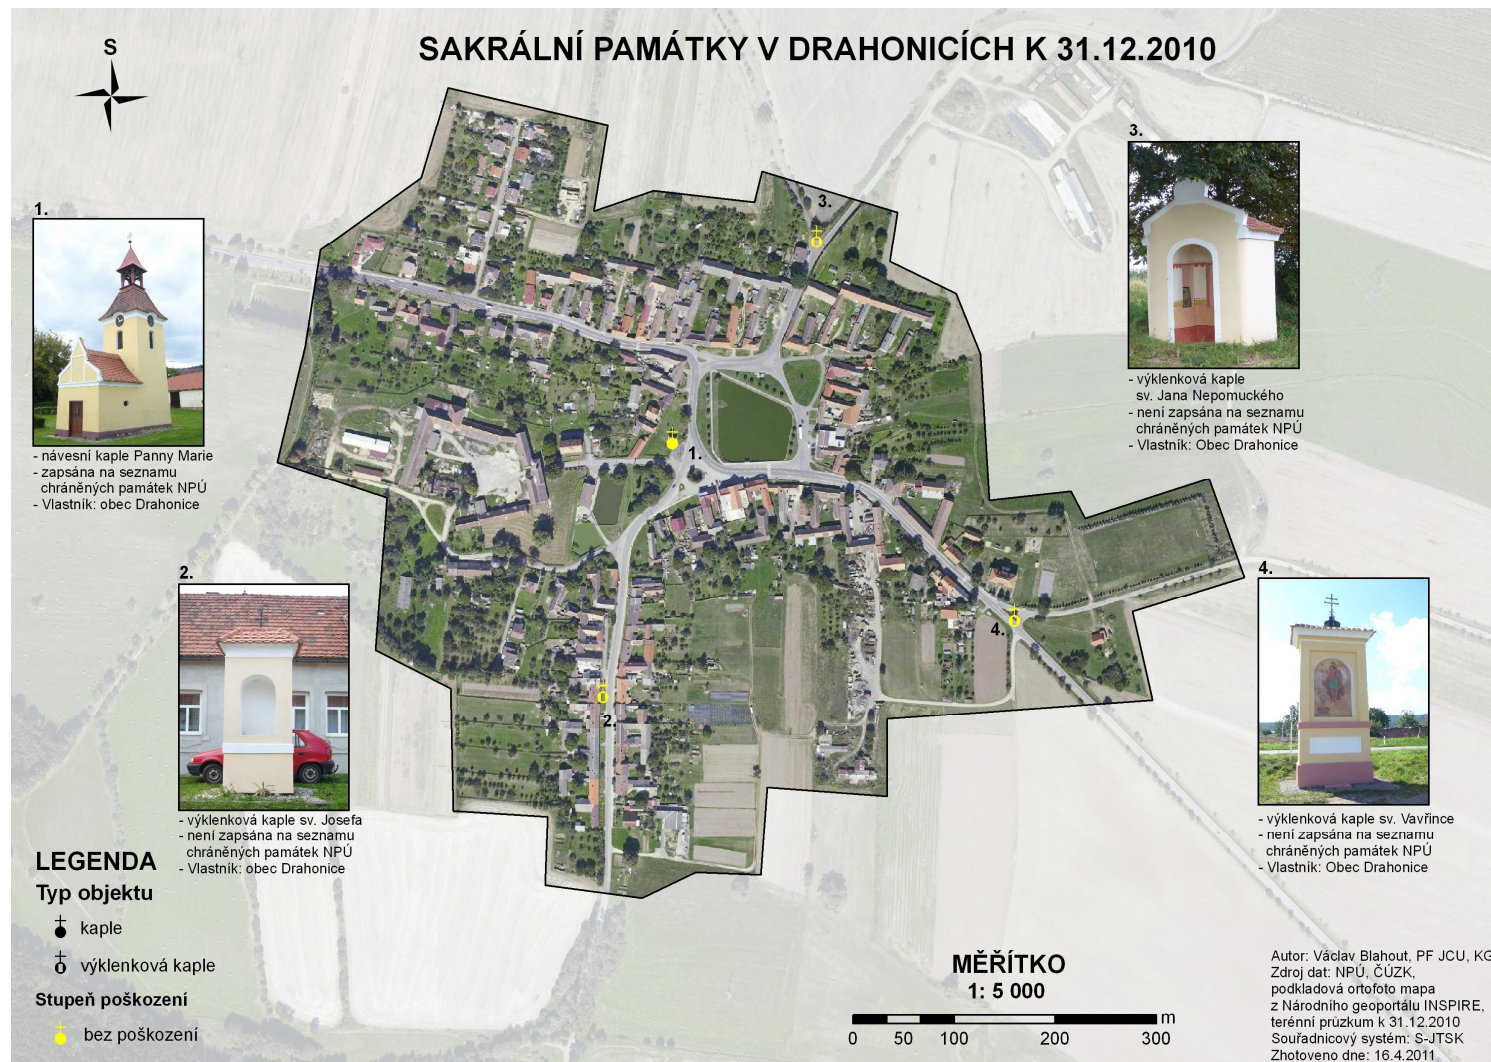 S
SAKRÁLNÍ PAMÁTKY V DRAHONICÍCH K 31.12.2010
1.
- návesní kaple Panny Marie
- zapsána na seznamu
chráněných památek NPÚ
- Vlastník: obec Drahonice
2.
- výklenková kaple sv. Josefa
- není zapsána na seznamu
chráněných památek NPÚ
- Vlastník: obec Drahonice
3.
- výklenková kaple
sv. Jana Nepomuckého
- není zapsána na seznamu
chráněných památek NPÚ
- Vlastník: Obec Drahonice
4.
- výklenková kaple sv. Vavřince
- není zapsána na seznamu
chráněných památek NPÚ
- Vlastník: Obec Drahonice
3.
1.
4.
2.
LEGENDA
Typ objektu
kaple
výklenková kaple
Stupeň poškození
bez poškození
MĚŘÍTKO
1: 5 000
m
0 50 100 200 300
Autor: Václav Blahout, PF JCU, KG
Zdroj dat: NPÚ, ČÚZK,
podkladová ortofoto mapa
z Národního geoportálu INSPIRE,
terénní průzkum k 31.12.2010
Souřadnicový systém: S-JTSK
Zhotoveno dne: 16.4.2011